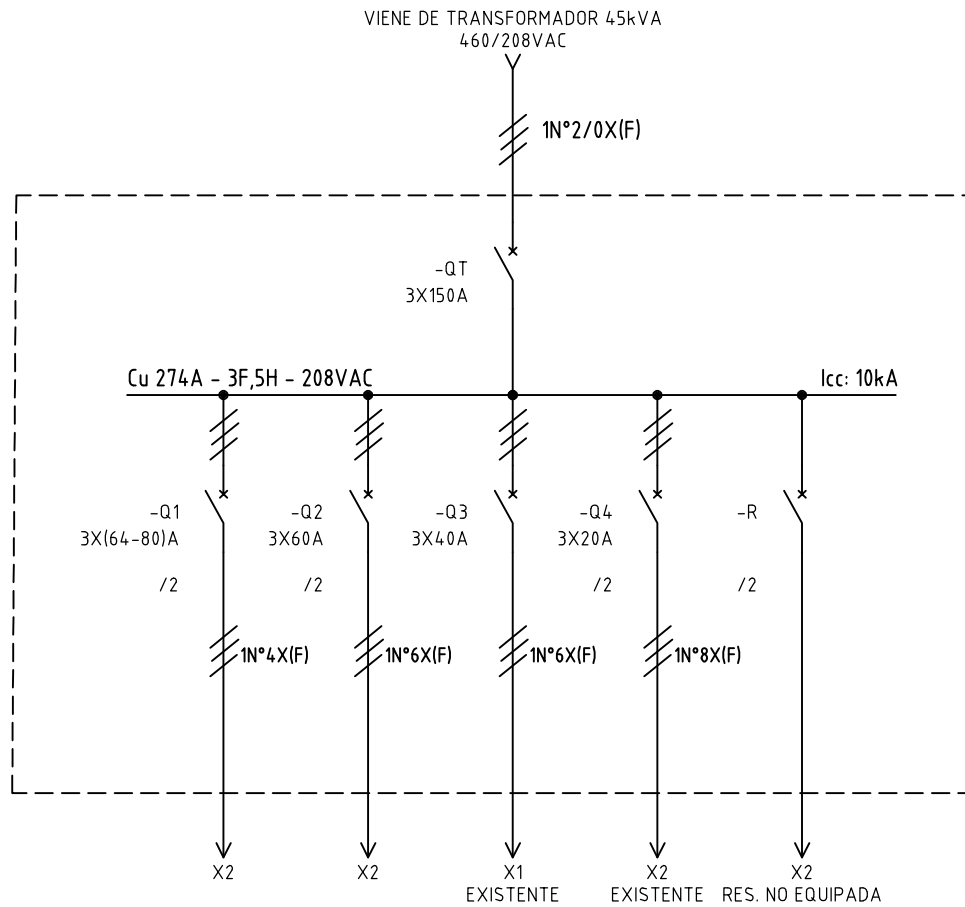 VIENE DE TRANSFORMADOR 45kVA
460/208VAC
1N°2/0X(F)
-QT
3X150A
Cu 274A - 3F,5H - 208VAC
Icc: 10kA
-Q1
3X(64-80)A
/2
-Q2
3X60A
/2
-Q3
3X40A
-Q4
3X20A
/2
-R
/2
1N°4X(F)
1N°6X(F)
1N°6X(F)
1N°8X(F)
X2
X2
X1
EXISTENTE
X2
EXISTENTE
X2
RES. NO EQUIPADA